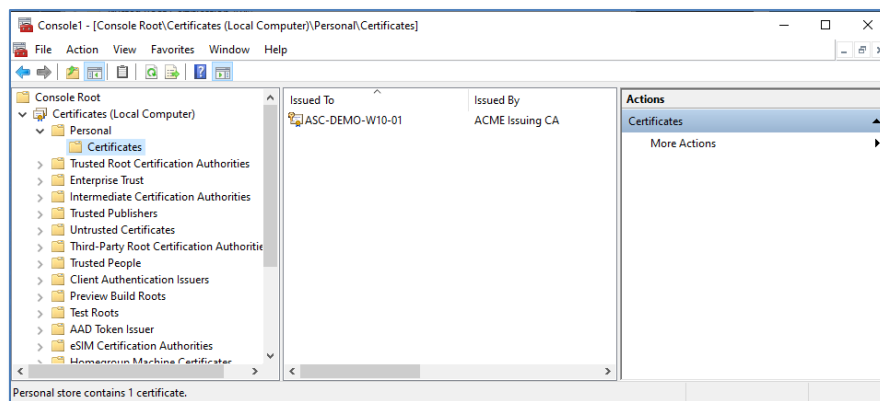 Console1 - [Console Root\Certificates (Local Computer)\Personal\Certificates]
File Action View Favorites Window Help
Console Root
Certificates (Local Computer)
Personal
Certificates
Trusted Root Certification Authorities
Enterprise Trust
Intermediate Certification Authorities
Trusted Publishers
Untrusted Certificates
Third-Party Root Certification Authoritie
Trusted People
Client Authentication Issuers
Preview Build Roots
Test Roots
AAD Token Issuer
eSIM Certification Authorities
Homegroup Machine Certificates
Issued To Issued By
ASC-DEMO-W10-01 ACME Issuing CA
Actions
Certificates
More Actions
Personal store contains 1 certificate.